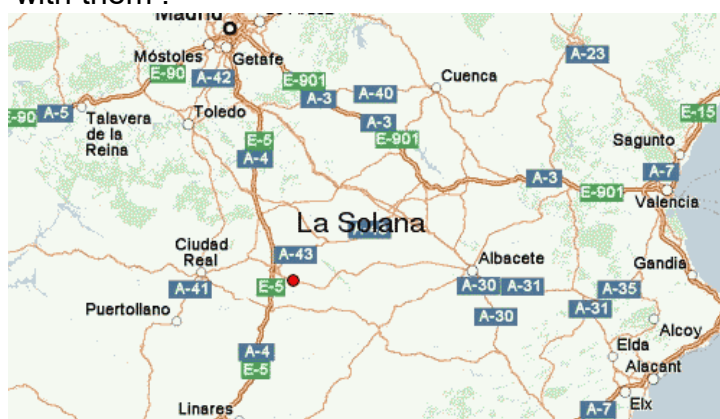 with them !
Madrid
Móstoles
Getafe
E-90
A-42
E-901
A-3
A-40
Cuenca
A-23
E-90
A-5
Talavera
de la
Reina
Toledo
A-3
E-901
E-15
E-5
A-4
Sagunto
A-7
A-3
E-901
Valencia
La Solana
Ciudad
Real
A-43
Albacete
Gandia
A-41
E-5
A-30
A-31
A-35
Puertollano
A-31
A-30
Alcoy
Elda
A-4
E-5
Alacant
Linares
A-7
Elx